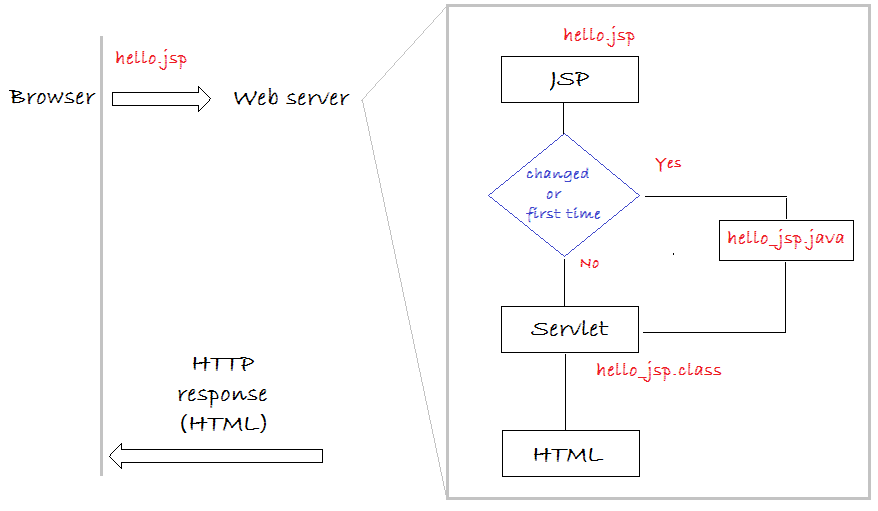 hello.jsp
Browser
Web server
HTTP
response
(HTML)
hello.jsp
JSP
changed
or
first time
Yes
hello_jsp.java
No
Servlet
hello_jsp.class
HTML